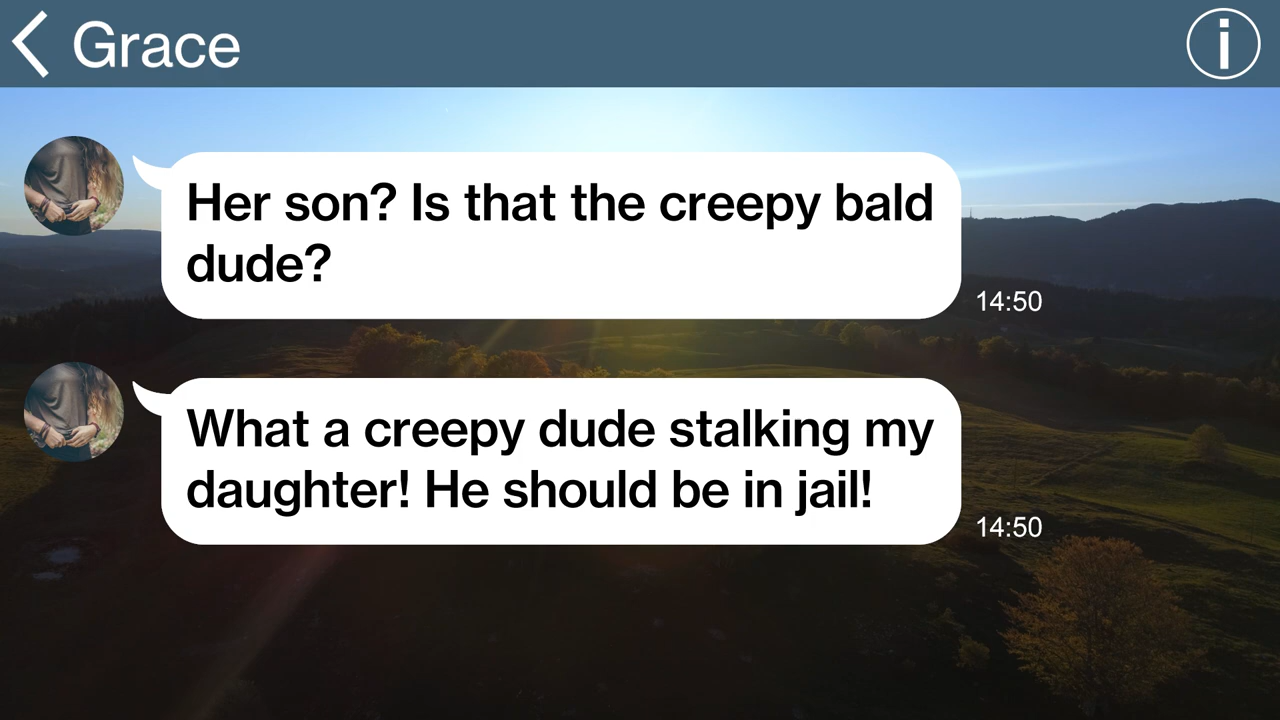 Grace
Her son? Is that the creepy bald
dude?
14:50
What a creepy dude stalking my
daughter! He should be in jail!
14:50